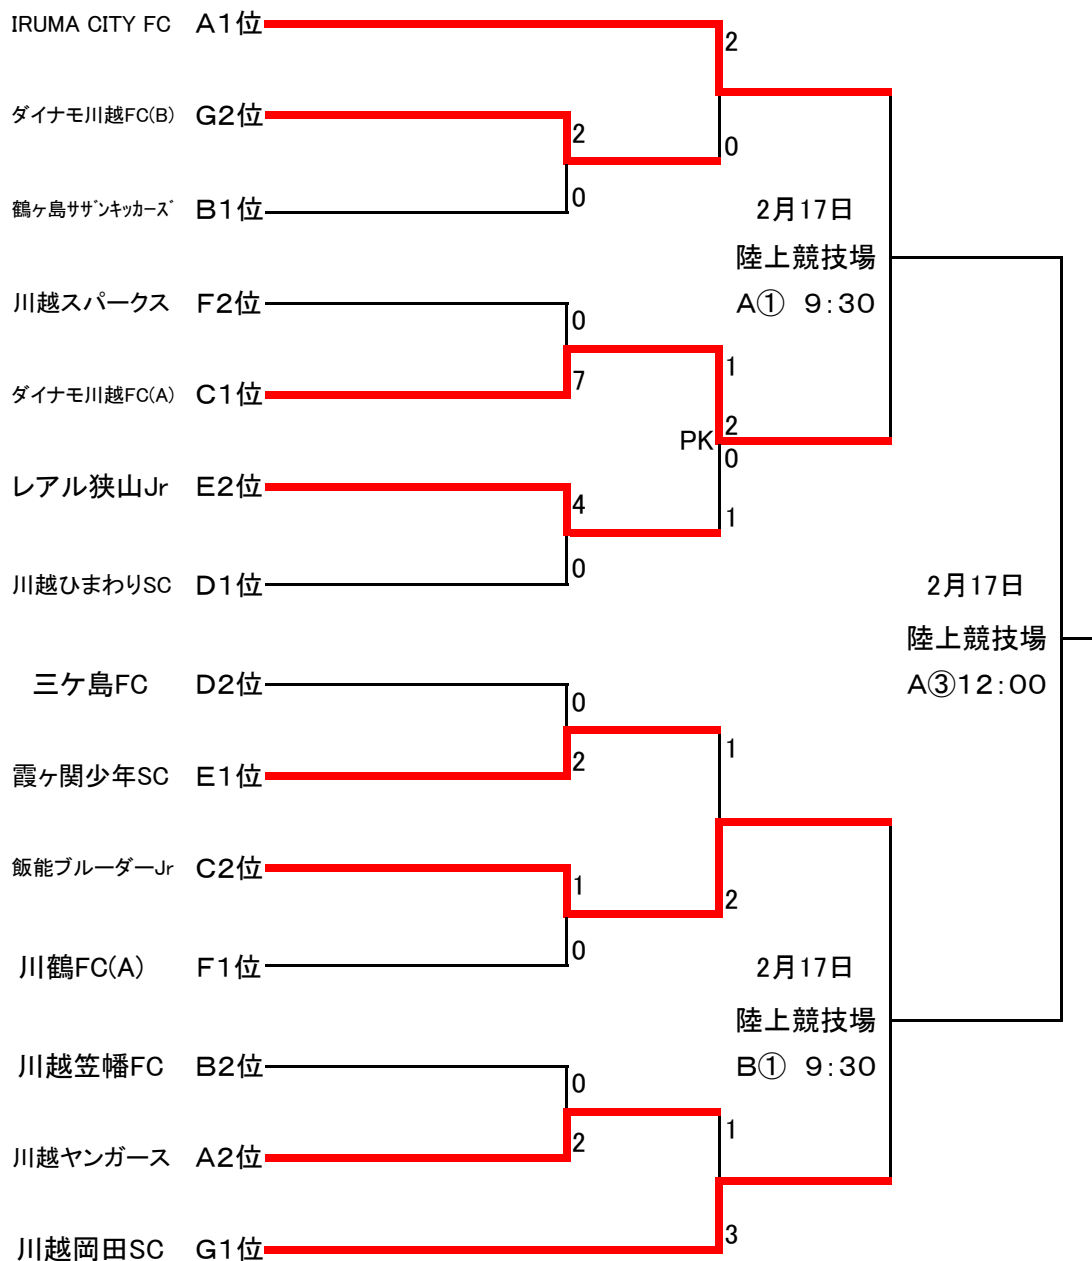 IRUMA CITY FC A1位
2
ダイナモ川越FC(B) G2位
2
0
鶴ヶ島ｻｻﾞﾝｷｯｶｰｽﾞ B1位
0
2月17日
陸上競技場
A① 9:30
川越スパークス F2位
0
1
ダイナモ川越FC(A) C1位
7
PK
2
0
レアル狭山Jr E2位
4
1
川越ひまわりSC D1位
0
2月17日
陸上競技場
A③12:00
三ケ島FC D2位
0
1
霞ヶ関少年SC E1位
2
飯能ブルーダーJr C2位
1
2
川鶴FC(A) F1位
0
2月17日
陸上競技場
B① 9:30
川越笠幡FC B2位
0
1
川越ヤンガース A2位
2
川越岡田SC G1位
3